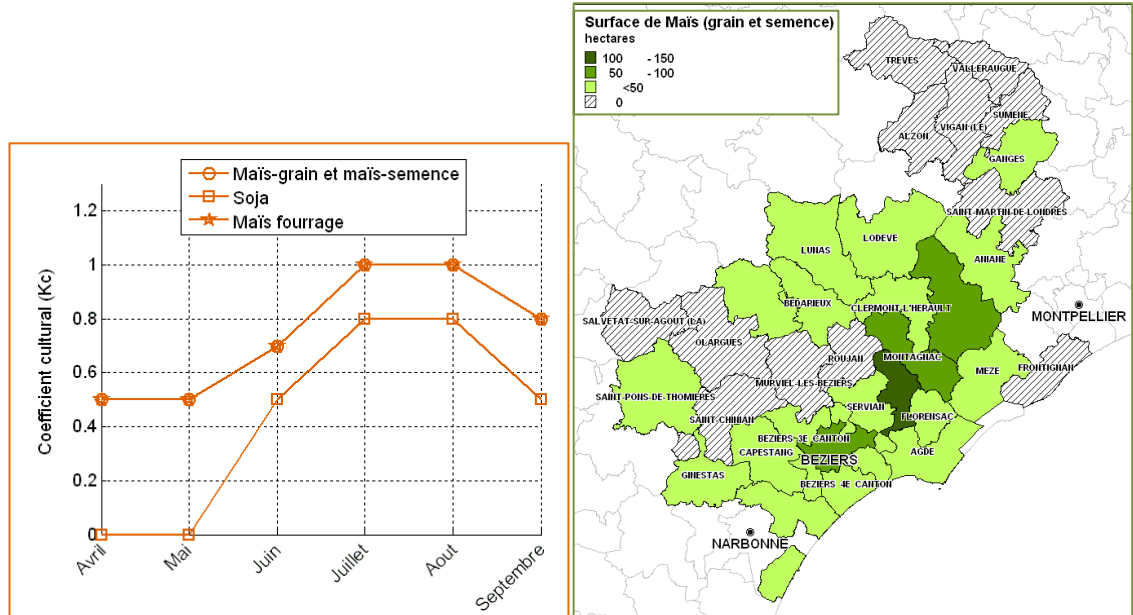 Maïs-grain et maïs-semence
Soja
Maïs fourrage
Coefficient cultural (Kc)
1.2
1
0.8
0.6
0.4
0.2
0
Avril
Mai
Juin
Juillet
Aout
Septembre
Surface de Maïs (grain et semence)
hectares
100 - 150
50 - 100
<50
0
TREVES
VALLERAUGUE
SUMENE
ALZON
VIGAN (LE)
GANGES
SAINT-MARTIN-DE-LONDRES
LUNAS
LODEVE
ANIANE
BEDARIEUX
CLERMONT-L'HERAULT
MONTPELLIER
SALVETAT-SUR-AGOUT (LA)
OLARGUES
ROUJAN
MONTAGNAC
MEZE
FRONTIGNAN
MURVIEL-LES-BEZIERS
SAINT-PONS-DE-THOMIERES
SAINT-CHINIAN
SERVIAN
FLORENSAC
BEZIERS 3E CANTON
CAPESTANG
BEZIERS
AGDE
GINESTAS
BEZIERS 4E CANTON
NARBONNE